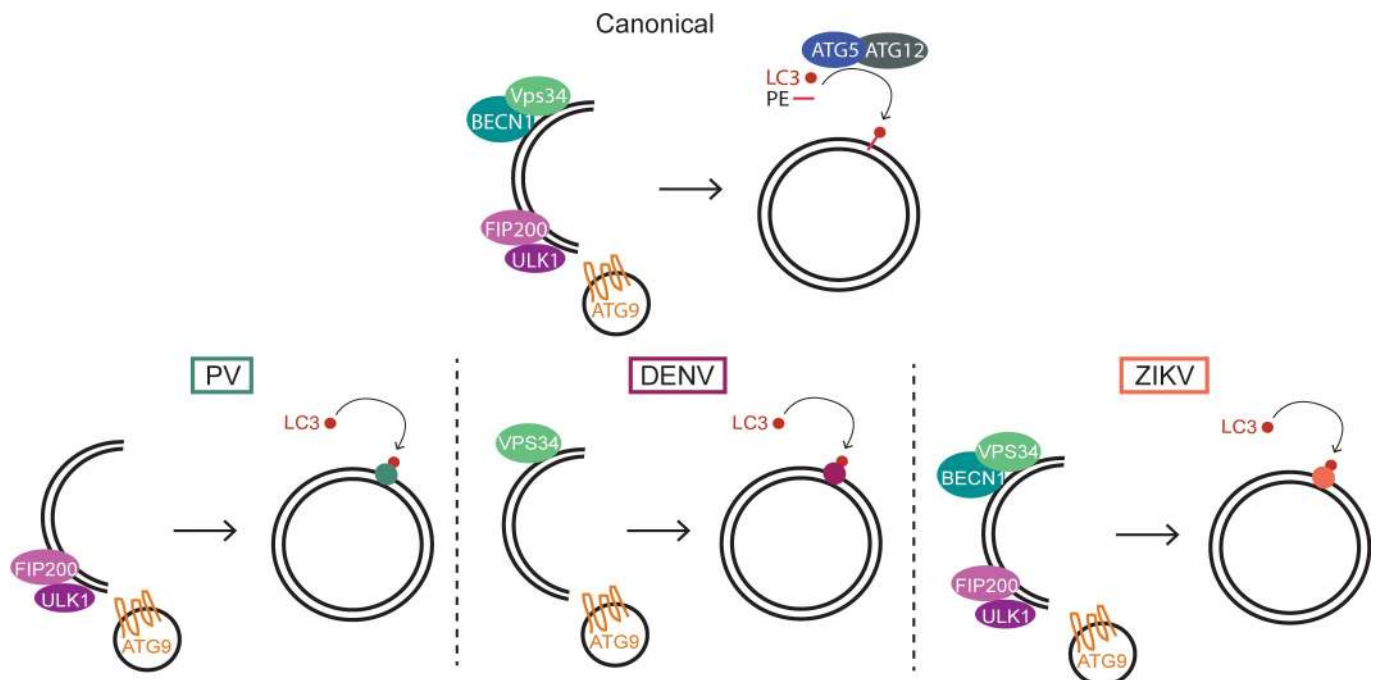 Canonical
ATG5 ATG12
LC3
PE
Vps34
BECN1
FIP200
ULK1
ATG9
PV
LC3
FIP200
ULK1
ATG9
DENV
LC3
VPS34
ATG9
ZIKV
LC3
VPS34
BECN1
FIP200
ULK1
ATG9